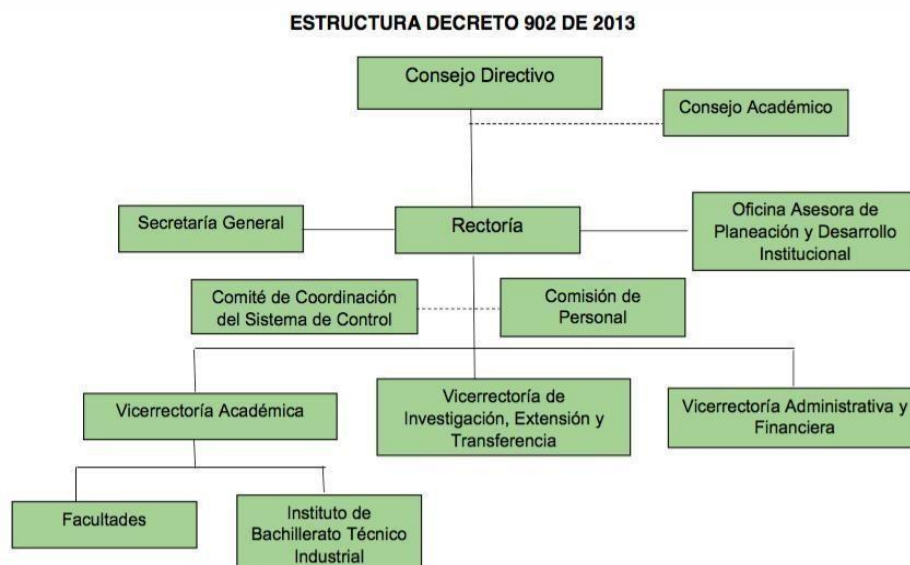 ESTRUCTURA DECRETO 902 DE 2013
Consejo Directivo
Consejo Académico
Secretaría General
Rectoría
Oficina Asesora de
Planeación y Desarrollo
Institucional
Comité de Coordinación
del Sistema de Control
Comisión de
Personal
Vicerrectoría Académica
Vicerrectoría de
Investigación, Extensión y
Transferencia
Vicerrectoría Administrativa y
Financiera
Facultades
Instituto de
Bachillerato Técnico
Industrial